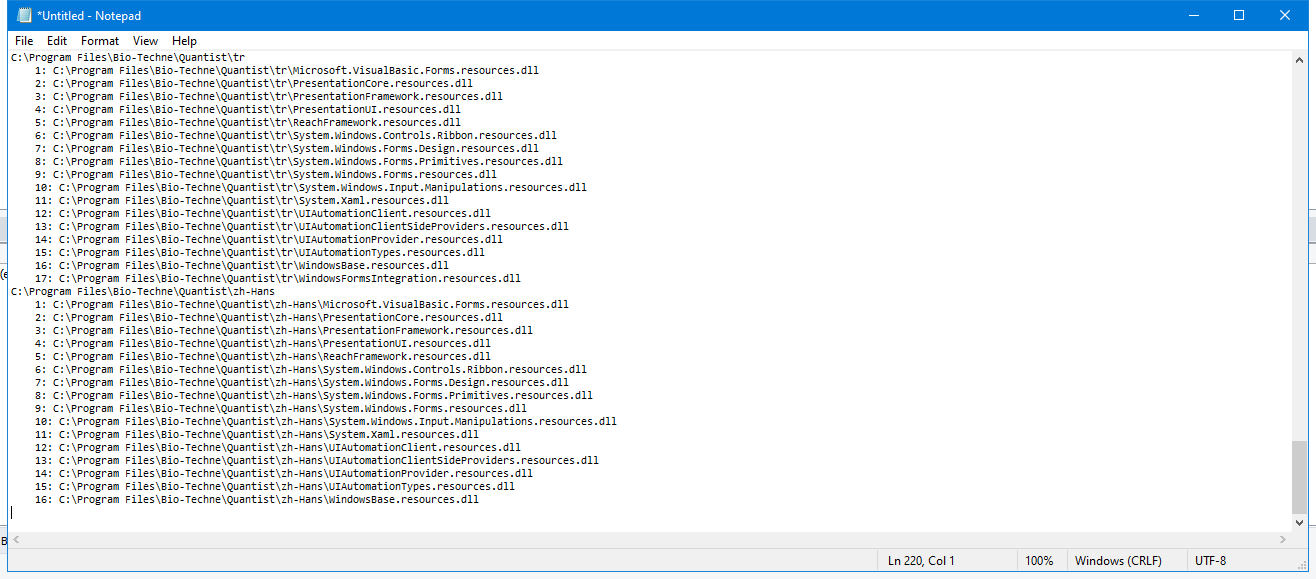 *Untitled - Notepad
File Edit Format View Help
C:\Program Files\Bio-Techne\Quantist\tr
1: C:\Program Files\Bio-Techne\Quantist\tr\Microsoft.VisualBasic.Forms.resources.dll
2: C:\Program Files\Bio-Techne\Quantist\tr\PresentationCore.resources.dll
3: C:\Program Files\Bio-Techne\Quantist\tr\PresentationFramework.resources.dll
4: C:\Program Files\Bio-Techne\Quantist\tr\PresentationUI.resources.dll
5: C:\Program Files\Bio-Techne\Quantist\tr\ReachFramework.resources.dll
6: C:\Program Files\Bio-Techne\Quantist\tr\System.Windows.Controls.Ribbon.resources.dll
7: C:\Program Files\Bio-Techne\Quantist\tr\System.Windows.Forms.Design.resources.dll
8: C:\Program Files\Bio-Techne\Quantist\tr\System.Windows.Forms.Primitives.resources.dll
9: C:\Program Files\Bio-Techne\Quantist\tr\System.Windows.Forms.resources.dll
10: C:\Program Files\Bio-Techne\Quantist\tr\System.Windows.Input.Manipulations.resources.dll
11: C:\Program Files\Bio-Techne\Quantist\tr\System.Xaml.resources.dll
12: C:\Program Files\Bio-Techne\Quantist\tr\UIAutomationClient.resources.dll
13: C:\Program Files\Bio-Techne\Quantist\tr\UIAutomationClientSideProviders.resources.dll
14: C:\Program Files\Bio-Techne\Quantist\tr\UIAutomationProvider.resources.dll
15: C:\Program Files\Bio-Techne\Quantist\tr\UIAutomationTypes.resources.dll
16: C:\Program Files\Bio-Techne\Quantist\tr\WindowsBase.resources.dll
17: C:\Program Files\Bio-Techne\Quantist\tr\WindowsFormsIntegration.resources.dll
C:\Program Files\Bio-Techne\Quantist\zh-Hans
1: C:\Program Files\Bio-Techne\Quantist\zh-Hans\Microsoft.VisualBasic.Forms.resources.dll
2: C:\Program Files\Bio-Techne\Quantist\zh-Hans\PresentationCore.resources.dll
3: C:\Program Files\Bio-Techne\Quantist\zh-Hans\PresentationFramework.resources.dll
4: C:\Program Files\Bio-Techne\Quantist\zh-Hans\PresentationUI.resources.dll
5: C:\Program Files\Bio-Techne\Quantist\zh-Hans\ReachFramework.resources.dll
6: C:\Program Files\Bio-Techne\Quantist\zh-Hans\System.Windows.Controls.Ribbon.resources.dll
7: C:\Program Files\Bio-Techne\Quantist\zh-Hans\System.Windows.Forms.Design.resources.dll
8: C:\Program Files\Bio-Techne\Quantist\zh-Hans\System.Windows.Forms.Primitives.resources.dll
9: C:\Program Files\Bio-Techne\Quantist\zh-Hans\System.Windows.Forms.resources.dll
10: C:\Program Files\Bio-Techne\Quantist\zh-Hans\System.Windows.Input.Manipulations.resources.dll
11: C:\Program Files\Bio-Techne\Quantist\zh-Hans\System.Xaml.resources.dll
12: C:\Program Files\Bio-Techne\Quantist\zh-Hans\UIAutomationClient.resources.dll
13: C:\Program Files\Bio-Techne\Quantist\zh-Hans\UIAutomationClientSideProviders.resources.dll
14: C:\Program Files\Bio-Techne\Quantist\zh-Hans\UIAutomationProvider.resources.dll
15: C:\Program Files\Bio-Techne\Quantist\zh-Hans\UIAutomationTypes.resources.dll
16: C:\Program Files\Bio-Techne\Quantist\zh-Hans\WindowsBase.resources.dll
Ln 220, Col 1 100% Windows (CRLF) UTF-8